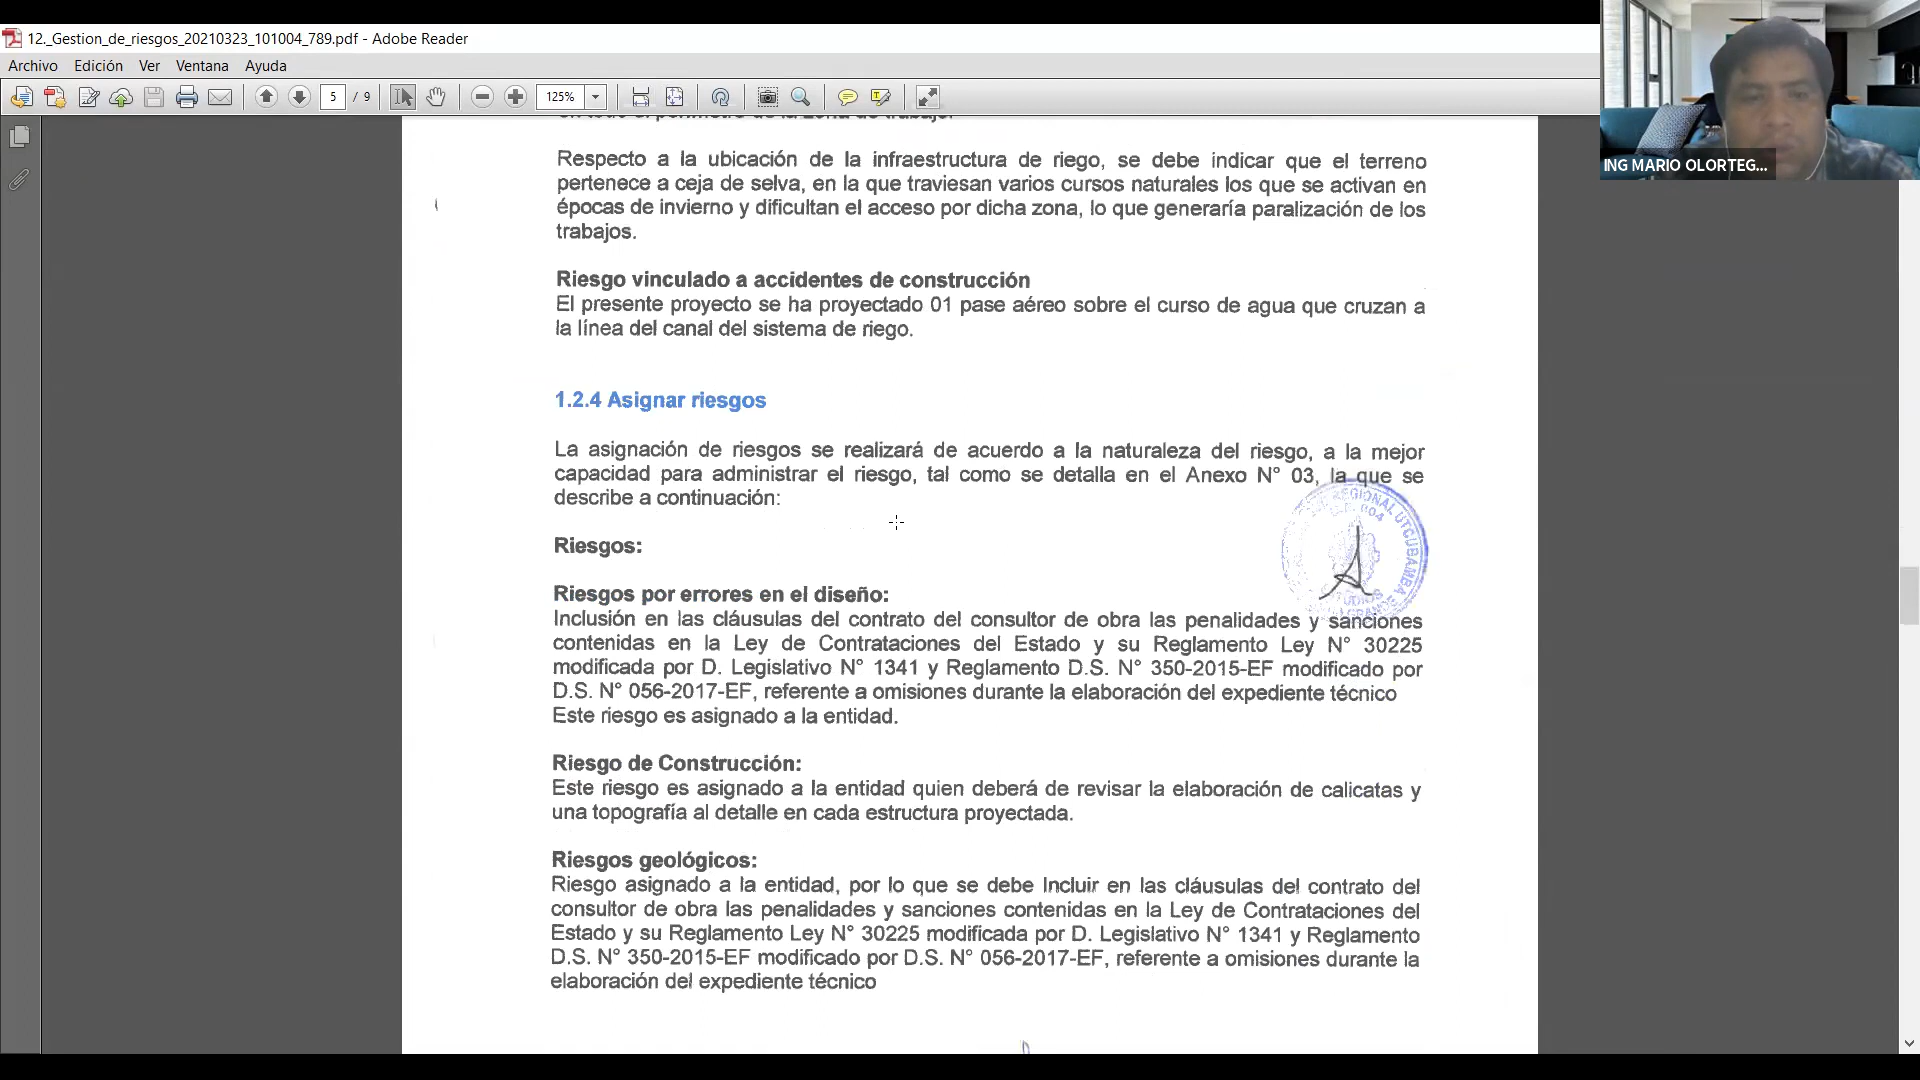 12._Gestion_de_riesgos_20210323_101004_789.pdf - Adobe Reader
Archivo Edición Ver Ventana Ayuda
5 / 9 125%
ING MARIO OLORTEG...
Respecto a la ubicación de la infraestructura de riego, se debe indicar que el terreno
pertenece a ceja de selva, en la que traviesan varios cursos naturales los que se activan en
épocas de invierno y dificultan el acceso por dicha zona, lo que generaría paralización de los
trabajos.
Riesgo vinculado a accidentes de construcción
El presente proyecto se ha proyectado 01 pase aéreo sobre el curso de agua que cruzan a
la línea del canal del sistema de riego.
1.2.4 Asignar riesgos
La asignación de riesgos se realizará de acuerdo a la naturaleza del riesgo, a la mejor
capacidad para administrar el riesgo, tal como se detalla en el Anexo N° 03, la que se
describe a continuación:
REGIONAL UTCUBAMBA
Riesgos:
Riesgos por errores en el diseño:
Inclusión en las cláusulas del contrato del consultor de obra las penalidades y sanciones
contenidas en la Ley de Contrataciones del Estado y su Reglamento Ley N° 30225
modificada por D. Legislativo N° 1341 y Reglamento D.S. N° 350-2015-EF modificado por
D.S. N° 056-2017-EF, referente a omisiones durante la elaboración del expediente técnico
Este riesgo es asignado a la entidad.
Riesgo de Construcción:
Este riesgo es asignado a la entidad quien deberá de revisar la elaboración de calicatas y
una topografía al detalle en cada estructura proyectada.
Riesgos geológicos:
Riesgo asignado a la entidad, por lo que se debe Incluir en las cláusulas del contrato del
consultor de obra las penalidades y sanciones contenidas en la Ley de Contrataciones del
Estado y su Reglamento Ley N° 30225 modificada por D. Legislativo N° 1341 y Reglamento
D.S. N° 350-2015-EF modificado por D.S. N° 056-2017-EF, referente a omisiones durante la
elaboración del expediente técnico